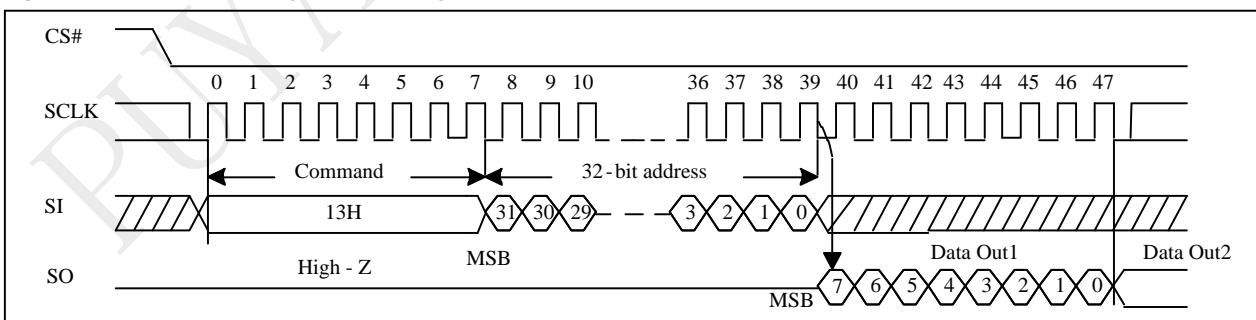 CS#
0 1 2 3 4 5 6 7 8 9 10 36 37 38 39 40 41 42 43 44 45 46 47
SCLK
Command 32-bit address
SI 13H 31 30 29 3 2 1 0
High - Z MSB Data Out1 Data Out2
SO MSB 7 6 5 4 3 2 1 0
PUYA